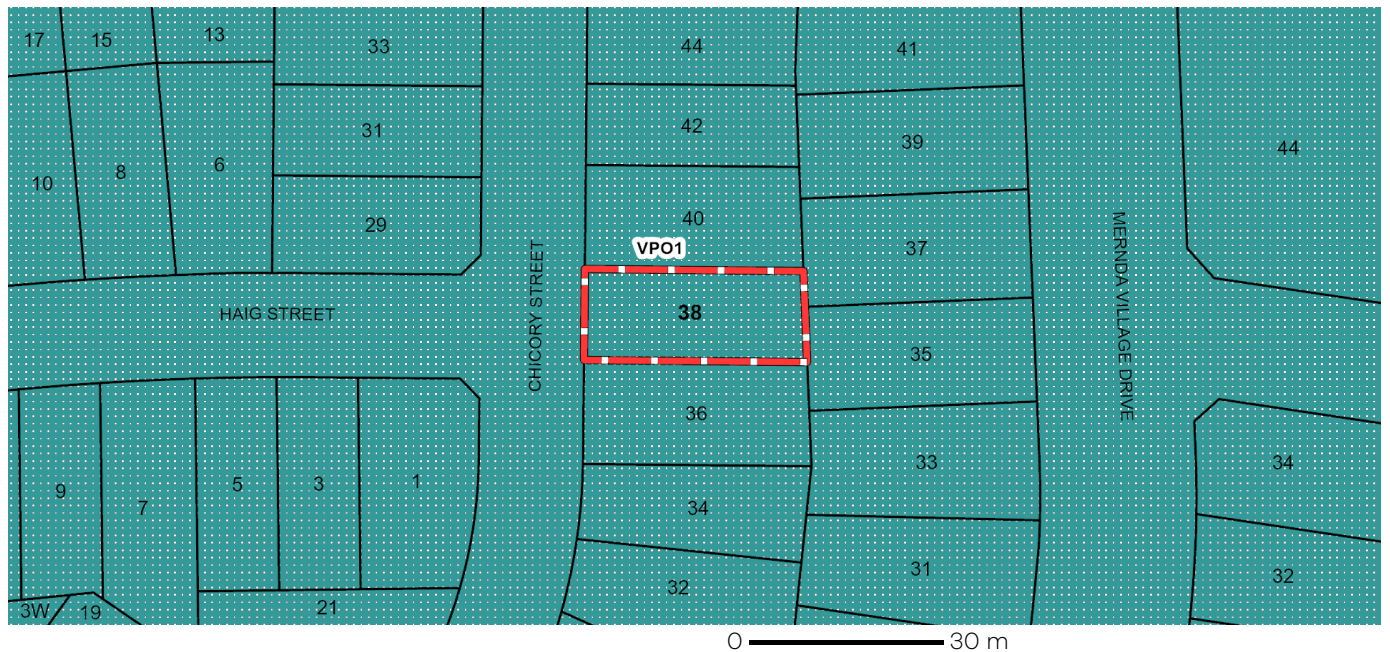 17 15 13 33 44 41
31 42 39 44
10 8 6
29 40 37
VPO1
HAIG STREET CHICORY STREET 38 MERNDA VILLAGE DRIVE
35
36
9 7 5 3 1 33 34
34
32 31 32
3W 19 21
0 30 m